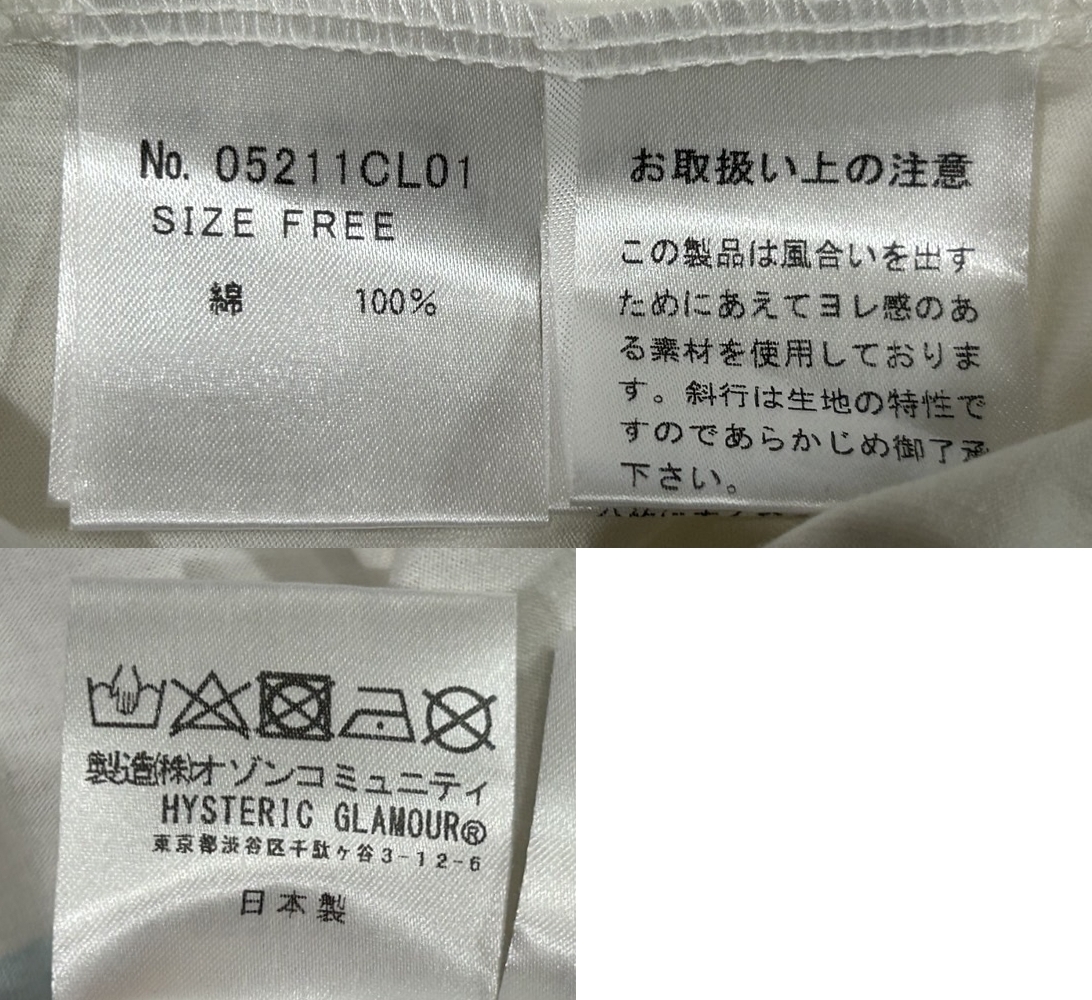 No. 05211CL01
SIZE FREE
綿 100%
お取扱い上の注意
この製品は風合いを出す
ためにあえてヨレ感のあ
る素材を使用しておりま
す。斜行は生地の特性で
すのであらかじめ御了承
下さい。
製造(株)オゾンコミュニティ
HYSTERIC GLAMOUR®
東京都渋谷区千駄ヶ谷3-12-6
日本製